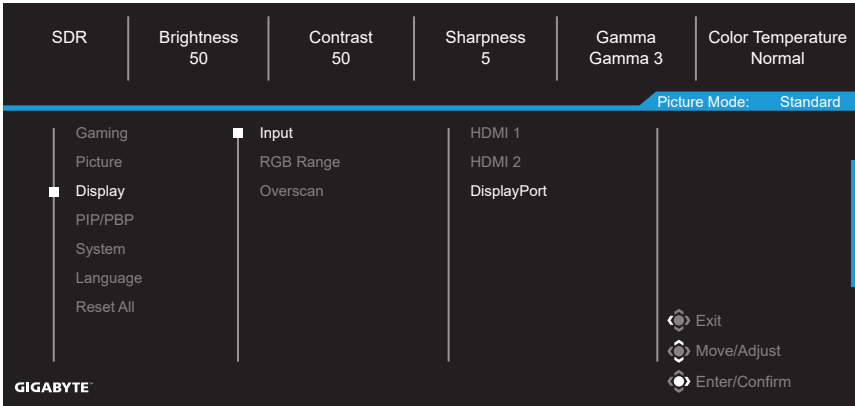 SDR Brightness Contrast Sharpness Gamma Color Temperature
50 50 5 Gamma 3 Normal
Picture Mode: Standard
Gaming Input HDMI 1
Picture RGB Range HDMI 2
Display Overscan DisplayPort
PIP/PBP
System
Language
Reset All
Exit
Move/Adjust
Enter/Confirm
GIGABYTE™